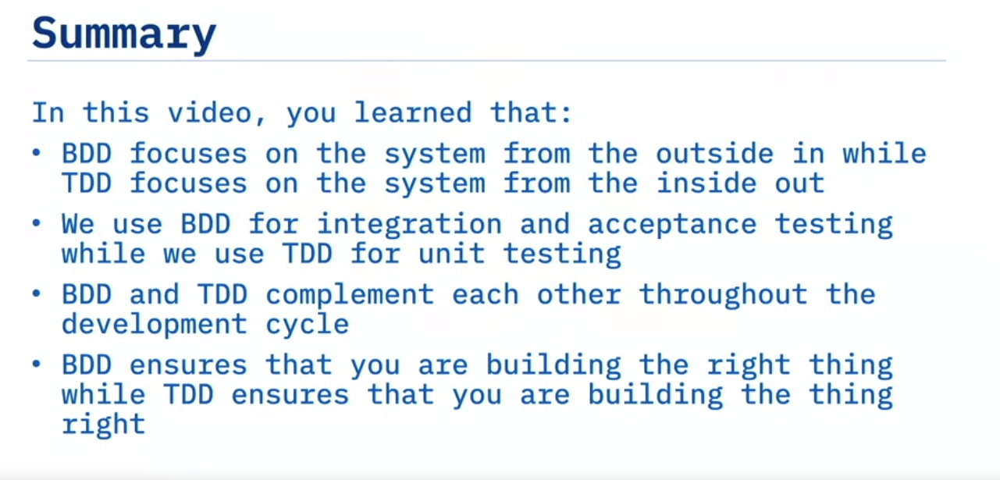 Summary
In this video, you learned that:
• BDD focuses on the system from the outside in while
TDD focuses on the system from the inside out
• We use BDD for integration and acceptance testing
while we use TDD for unit testing
• BDD and TDD complement each other throughout the
development cycle
• BDD ensures that you are building the right thing
while TDD ensures that you are building the thing
right